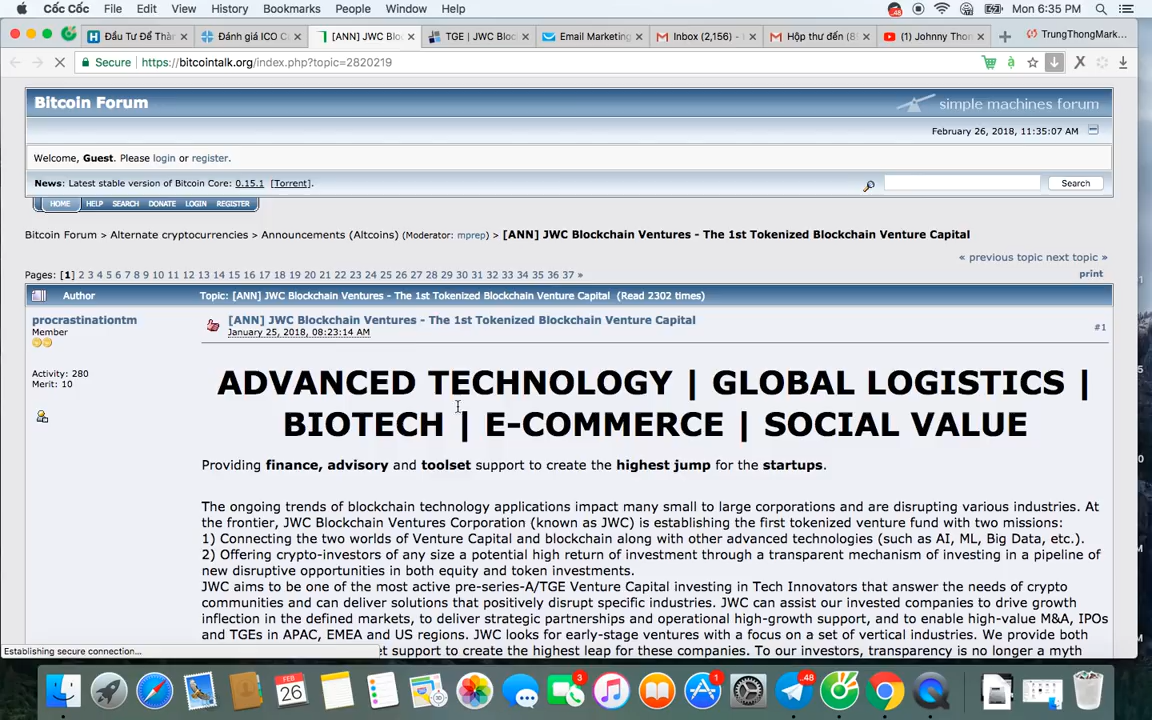 Cốc Cốc File Edit View History Bookmarks People Window Help Mon 6:35 PM
Đầu Tư Để Thàn Đánh giá ICO C [ANN] JWC Blo TGE | JWC Bloc Email Marketing Inbox (2,156) - Hộp thư đến (8 (1) Johnny Thon TrungThongMark...
Secure https://bitcointalk.org/index.php?topic=2820219
Bitcoin Forum simple machines forum
February 26, 2018, 11:35:07 AM
Welcome, Guest. Please login or register.
News: Latest stable version of Bitcoin Core: 0.15.1 [Torrent]. Search
HOME HELP SEARCH DONATE LOGIN REGISTER
Bitcoin Forum > Alternate cryptocurrencies > Announcements (Altcoins) (Moderator: mprep) > [ANN] JWC Blockchain Ventures - The 1st Tokenized Blockchain Venture Capital
« previous topic next topic »
Pages: [1] 2 3 4 5 6 7 8 9 10 11 12 13 14 15 16 17 18 19 20 21 22 23 24 25 26 27 28 29 30 31 32 33 34 35 36 37 » print
Author Topic: [ANN] JWC Blockchain Ventures - The 1st Tokenized Blockchain Venture Capital (Read 2302 times)
procrastinationtm [ANN] JWC Blockchain Ventures - The 1st Tokenized Blockchain Venture Capital #1
Member January 25, 2018, 08:23:14 AM
Activity: 280
Merit: 10
ADVANCED TECHNOLOGY | GLOBAL LOGISTICS |
BIOTECH | E-COMMERCE | SOCIAL VALUE
Providing finance, advisory and toolset support to create the highest jump for the startups.
The ongoing trends of blockchain technology applications impact many small to large corporations and are disrupting various industries. At
the frontier, JWC Blockchain Ventures Corporation (known as JWC) is establishing the first tokenized venture fund with two missions:
1) Connecting the two worlds of Venture Capital and blockchain along with other advanced technologies (such as AI, ML, Big Data, etc.).
2) Offering crypto-investors of any size a potential high return of investment through a transparent mechanism of investing in a pipeline of
new disruptive opportunities in both equity and token investments.
JWC aims to be one of the most active pre-series-A/TGE Venture Capital investing in Tech Innovators that answer the needs of crypto
communities and can deliver solutions that positively disrupt specific industries. JWC can assist our invested companies to drive growth
inflection in the defined markets, to deliver strategic partnerships and operational high-growth support, and to enable high-value M&A, IPOs
and TGEs in APAC, EMEA and US regions. JWC looks for early-stage ventures with a focus on a set of vertical industries. We provide both
support to create the highest leap for these companies. To our investors, transparency is no longer a myth
Establishing secure connection...
FEB
26
3
1
48